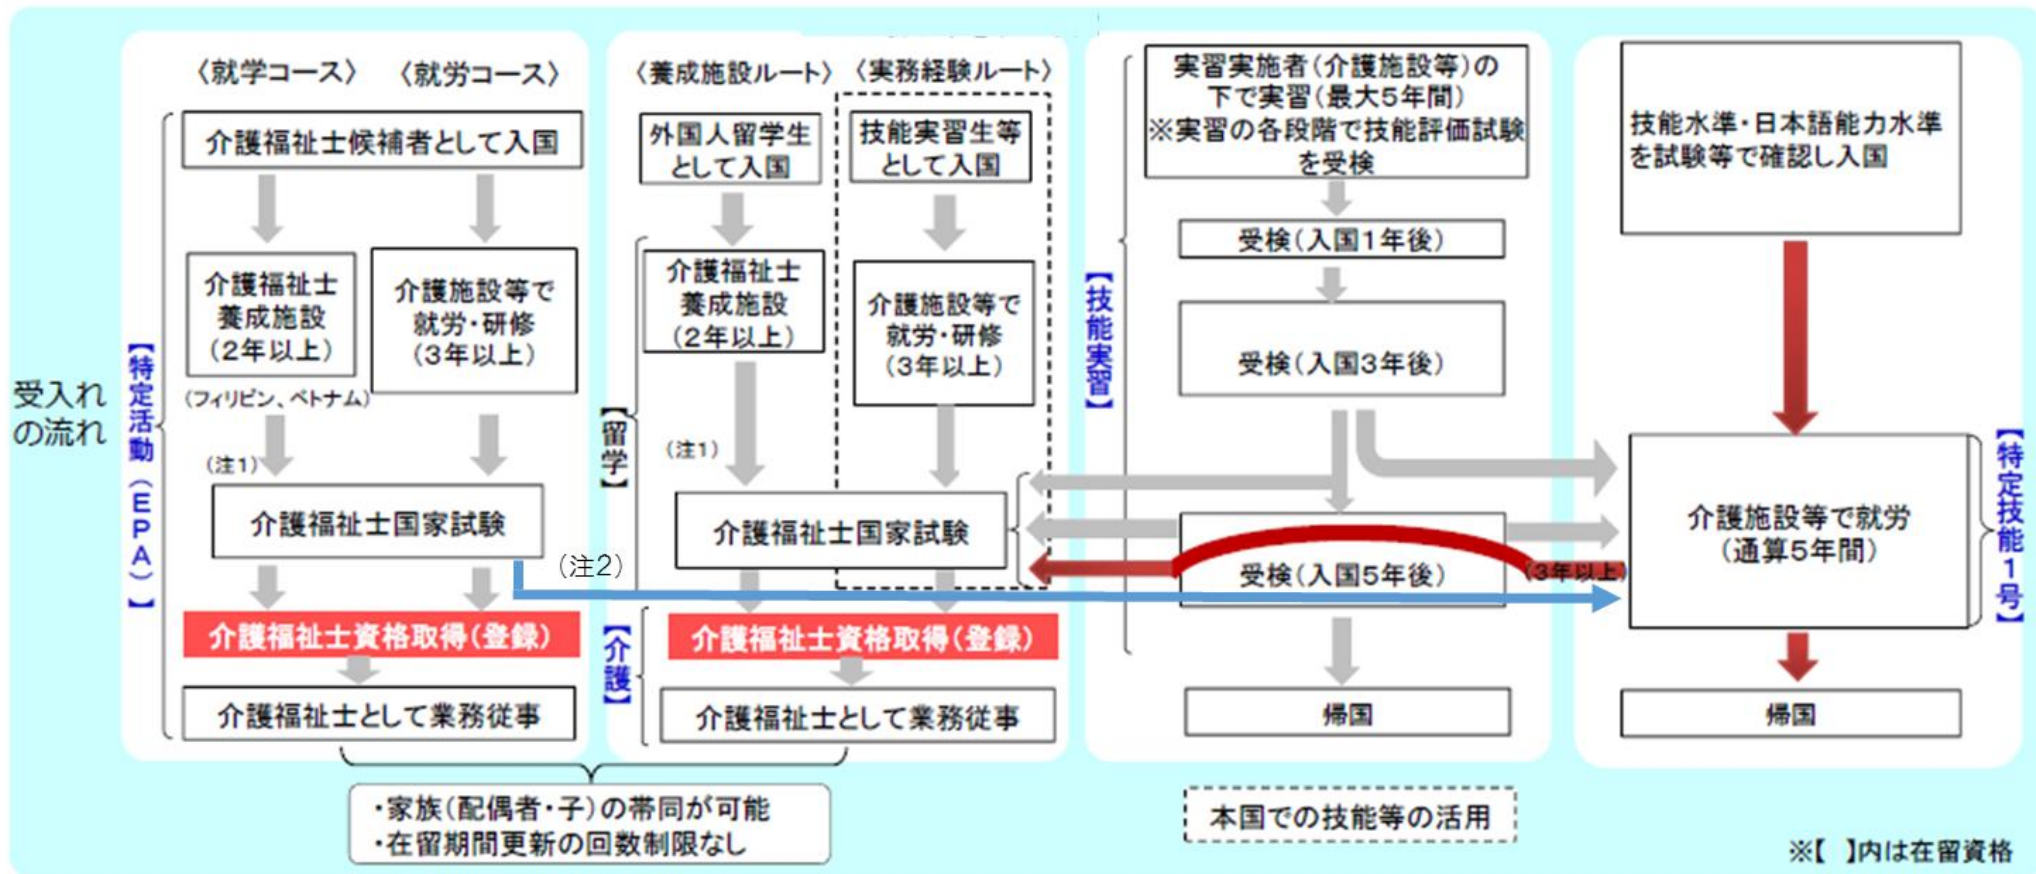 受入れ
の流れ
【特定活動（EPA）】
〈就学コース〉
〈就労コース〉
介護福祉士候補者として入国
介護福祉士
養成施設
（2年以上）
（フィリピン、ベトナム）
介護施設等で
就労・研修
（3年以上）
（注1）
介護福祉士国家試験
（注2）
介護福祉士資格取得（登録）
介護福祉士として業務従事
〈養成施設ルート〉
〈実務経験ルート〉
外国人留学生
として入国
技能実習生等
として入国
【留学】
介護福祉士
養成施設
（2年以上）
介護施設等で
就労・研修
（3年以上）
（注1）
介護福祉士国家試験
【介護】
介護福祉士資格取得（登録）
介護福祉士として業務従事
・家族（配偶者・子）の帯同が可能
・在留期間更新の回数制限なし
【技能実習】
実習実施者（介護施設等）の
下で実習（最大5年間）
※実習の各段階で技能評価試験
を受検
受検（入国1年後）
受検（入国3年後）
受検（入国5年後）
帰国
本国での技能等の活用
技能水準・日本語能力水準
を試験等で確認し入国
（3年以上）
介護施設等で就労
（通算5年間）
【特定技能1号】
帰国
※【　】内は在留資格